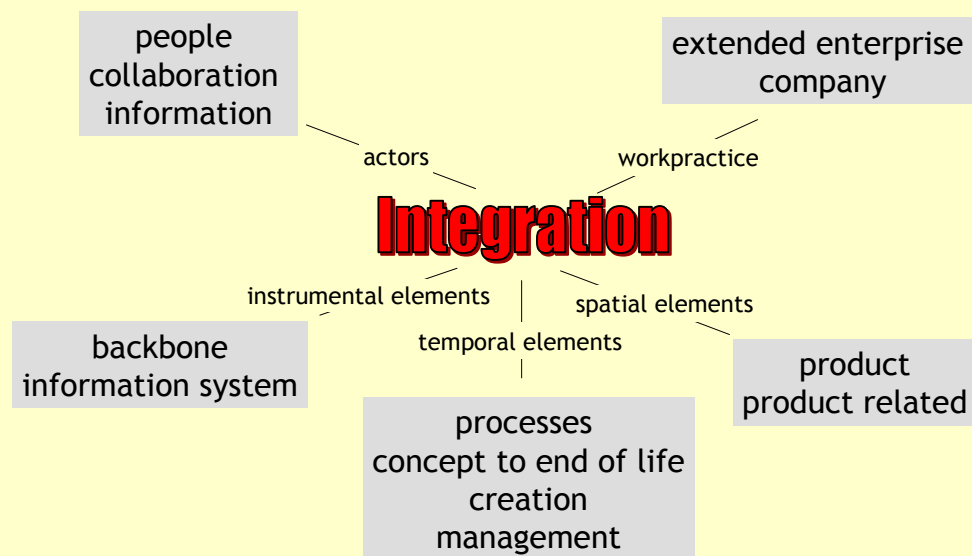 people
collaboration
information
extended enterprise
company
actors
workpractice
Integration
instrumental elements
spatial elements
temporal elements
backbone
information system
product
product related
processes
concept to end of life
creation
management